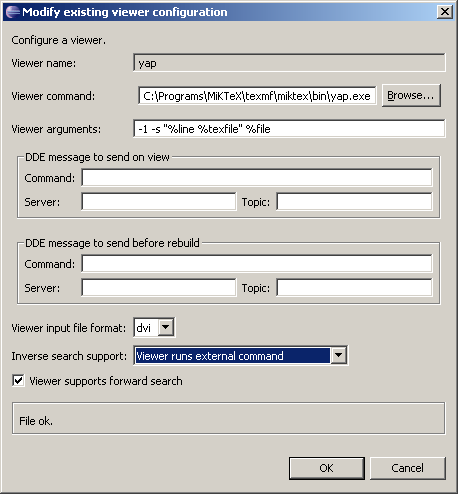 Modify existing viewer configuration
Configure a viewer.
Viewer name: yap
Viewer command: C:\Programs\MiKTeX\texmf\miktex\bin\yap.exe Browse...
Viewer arguments: -1 -s "%line %texfile" %file
DDE message to send on view
Command:
Server: Topic:
DDE message to send before rebuild
Command:
Server: Topic:
Viewer input file format: dvi
Inverse search support: Viewer runs external command
Viewer supports forward search
File ok.
OK Cancel